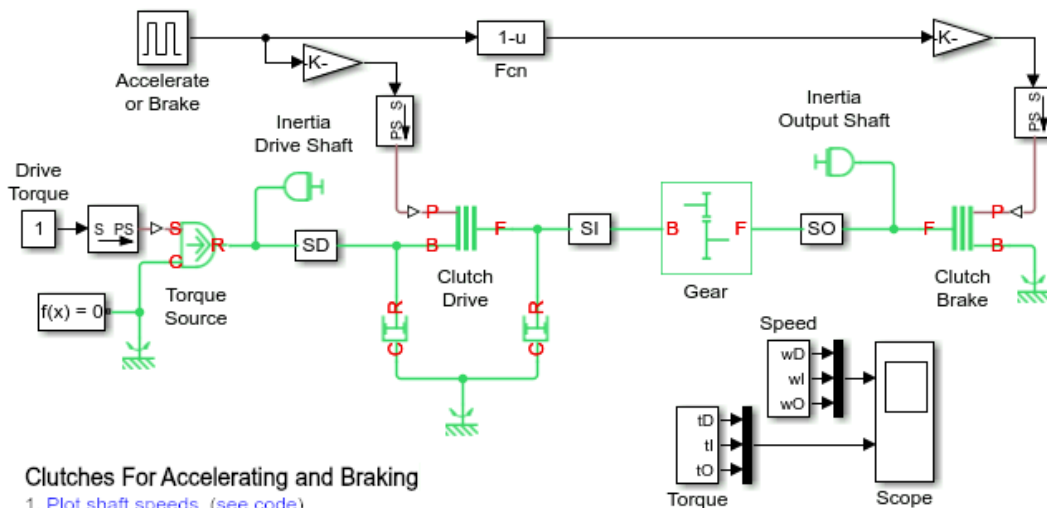 Accelerate
or Brake
-K-
1-u
Fcn
-K-
S PS
Inertia
Drive Shaft
Inertia
Output Shaft
S PS
Drive
Torque
1
S PS
S
C
R
Torque
Source
f(x) = 0
SD
P
B
F
Clutch
Drive
R
C
R
C
SI
B
F
Gear
SO
F
P
B
Clutch
Brake
Speed
wD
wI
wO
tD
tI
tO
Torque
Scope
Clutches For Accelerating and Braking
1. Plot shaft speeds (see code)